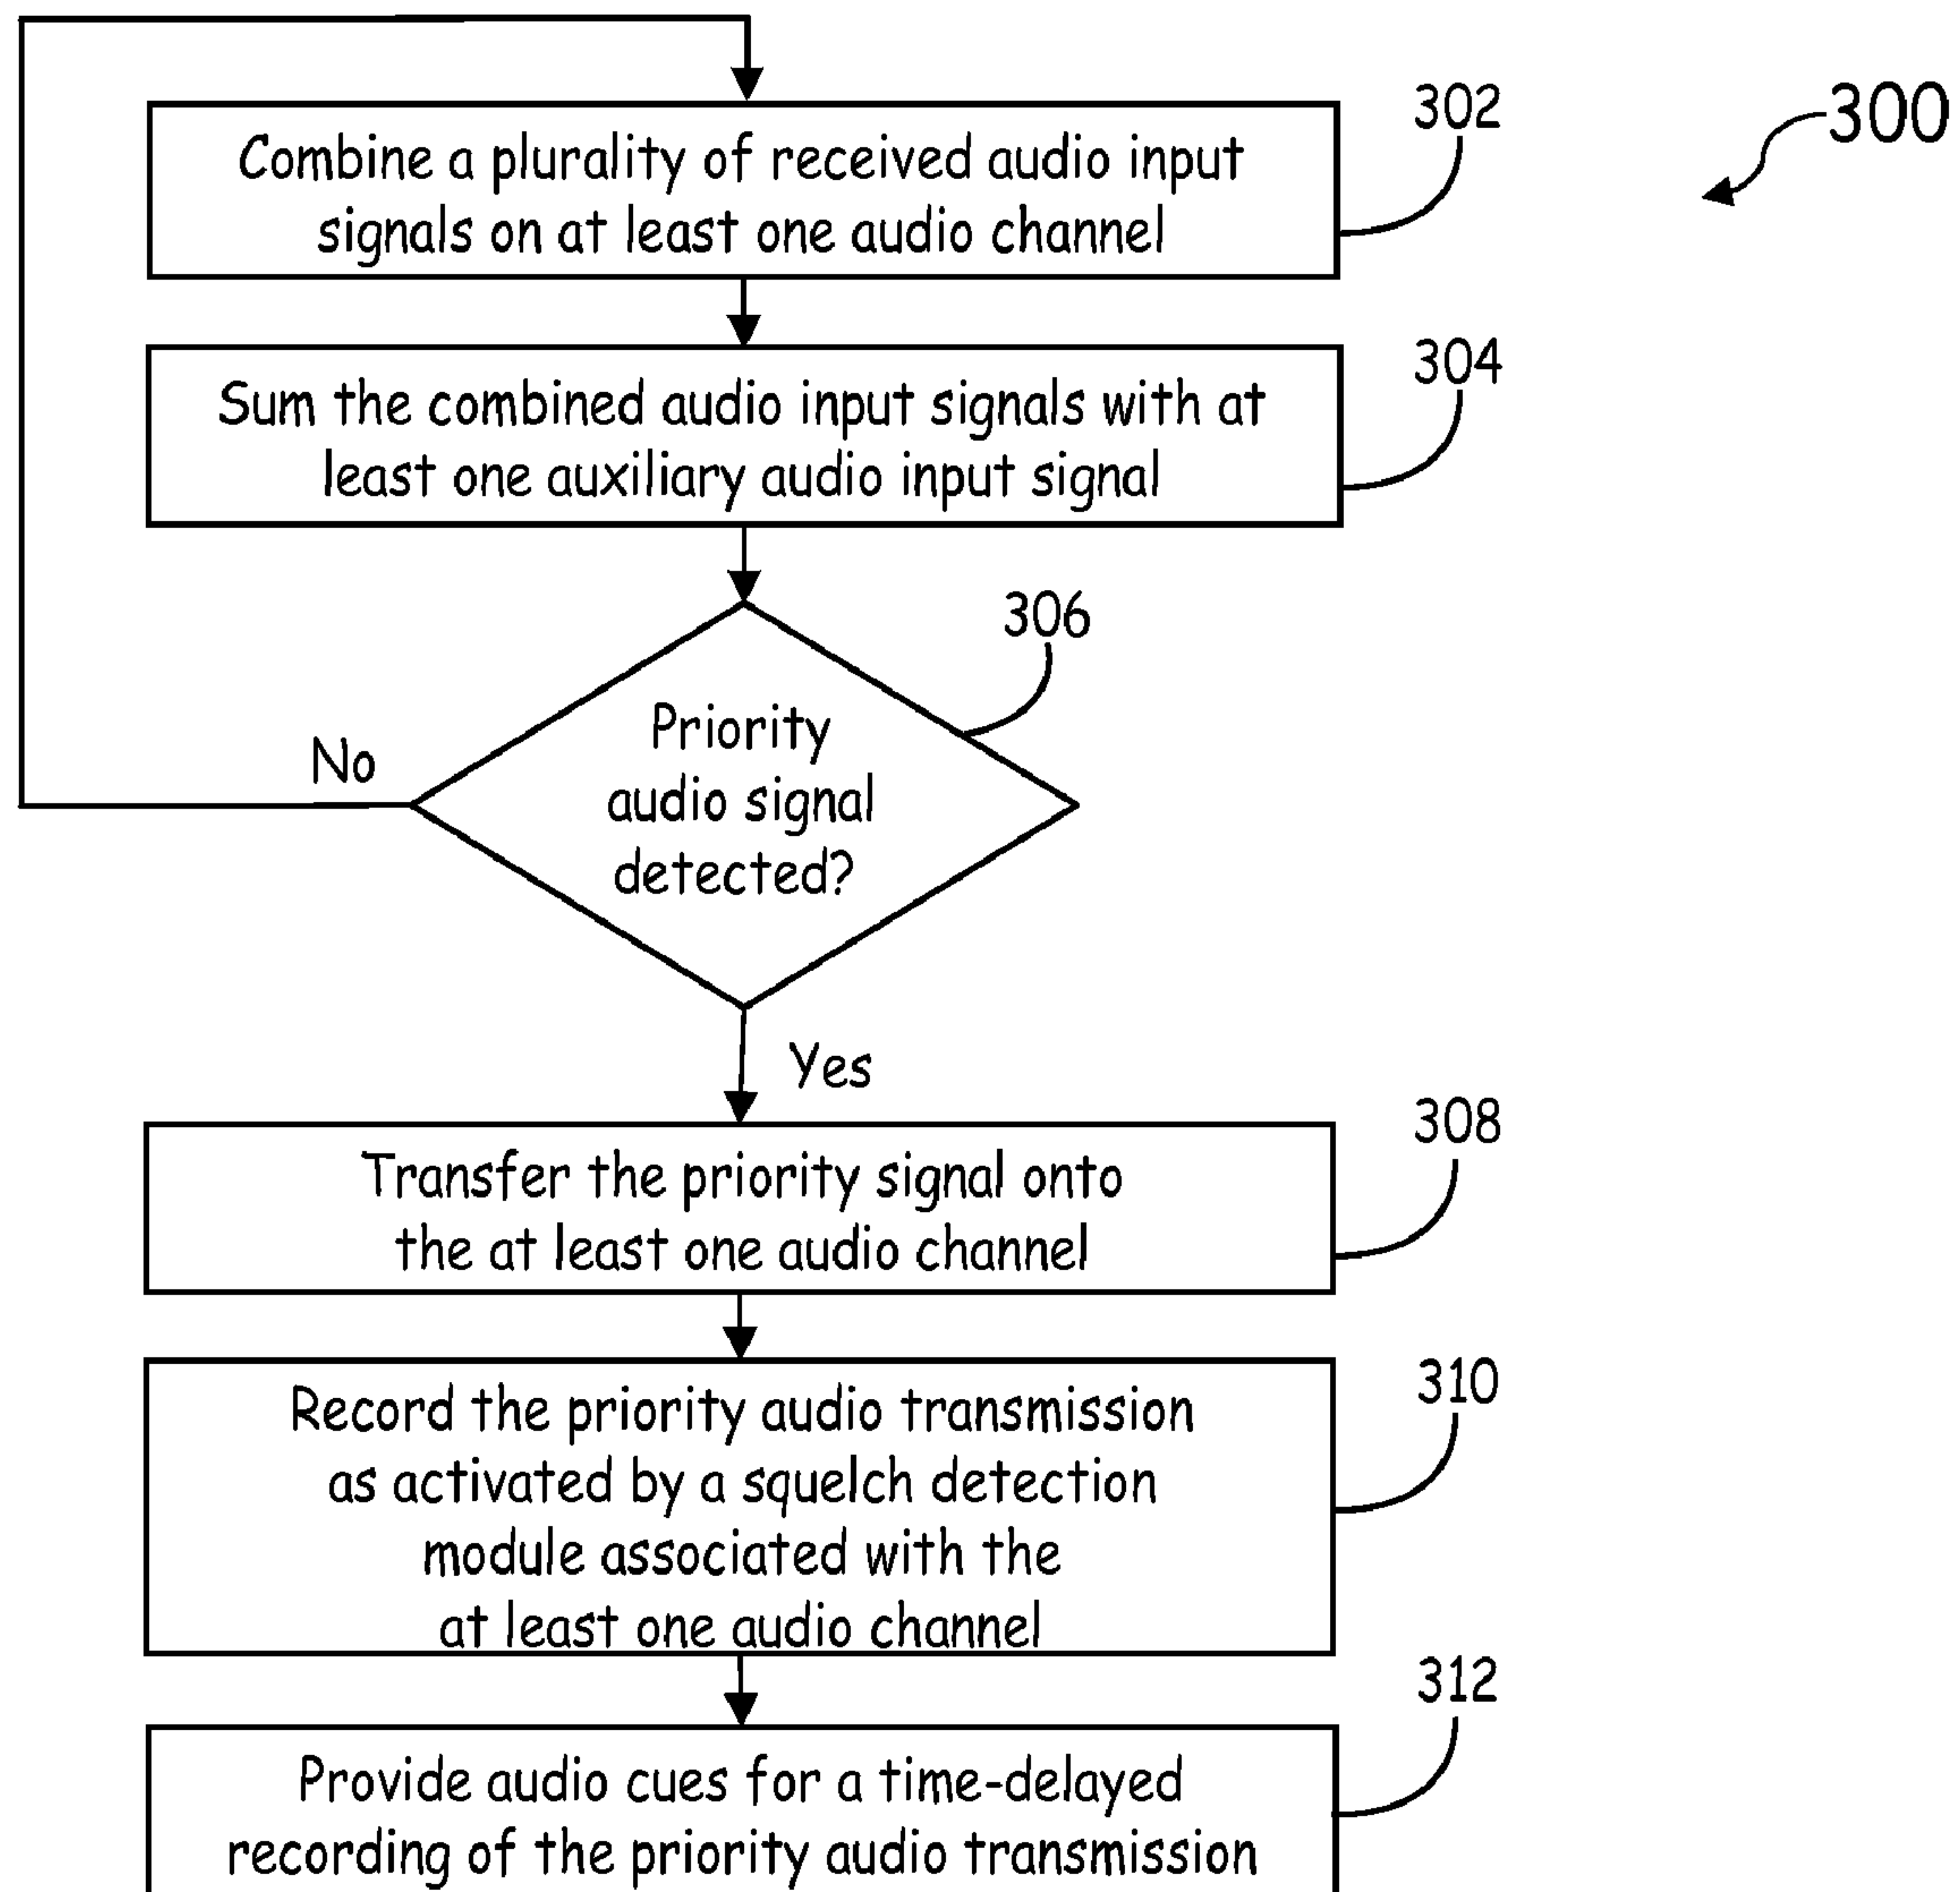 302
300
Combine a plurality of received audio input
signals on at least one audio channel
304
Sum the combined audio input signals with at
least one auxiliary audio input signal
306
Priority
audio signal
detected?
No
Yes
308
Transfer the priority signal onto
the at least one audio channel
310
Record the priority audio transmission
as activated by a squelch detection
module associated with the
at least one audio channel
312
Provide audio cues for a time-delayed
recording of the priority audio transmission